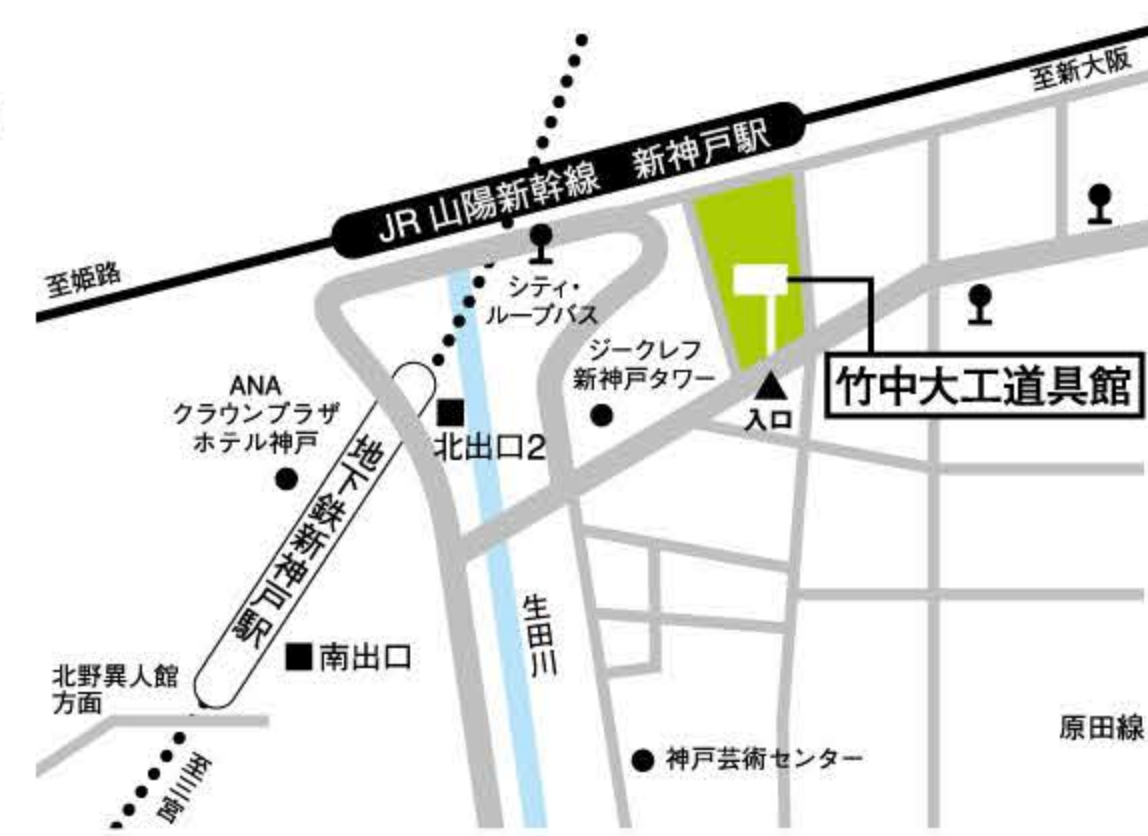 至新大阪
JR 山陽新幹線 新神戸駅
至姫路
シティ・
ループバス
ジークレフ
新神戸タワー
竹中大工道具館
入口
ANA
クラウンプラザ
ホテル神戸
北出口2
地下鉄新神戸駅
生田川
南出口
北野異人館
方面
原田線
神戸芸術センター
至三宮